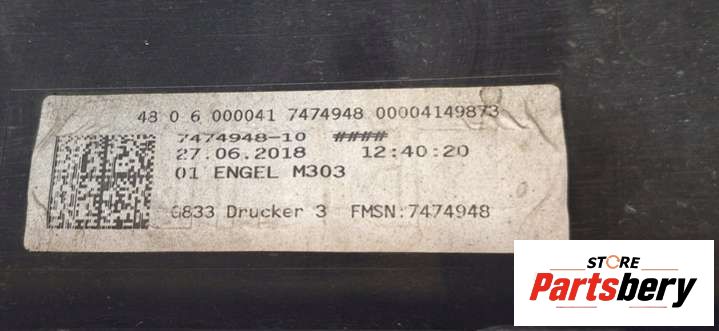 48 0 6 000041 7474948 00004149873
7474948-10 ####
27.06.2018 12:40:20
01 ENGEL M303
6833 Drucker 3 FMSN:7474948
STORE
Partsbery